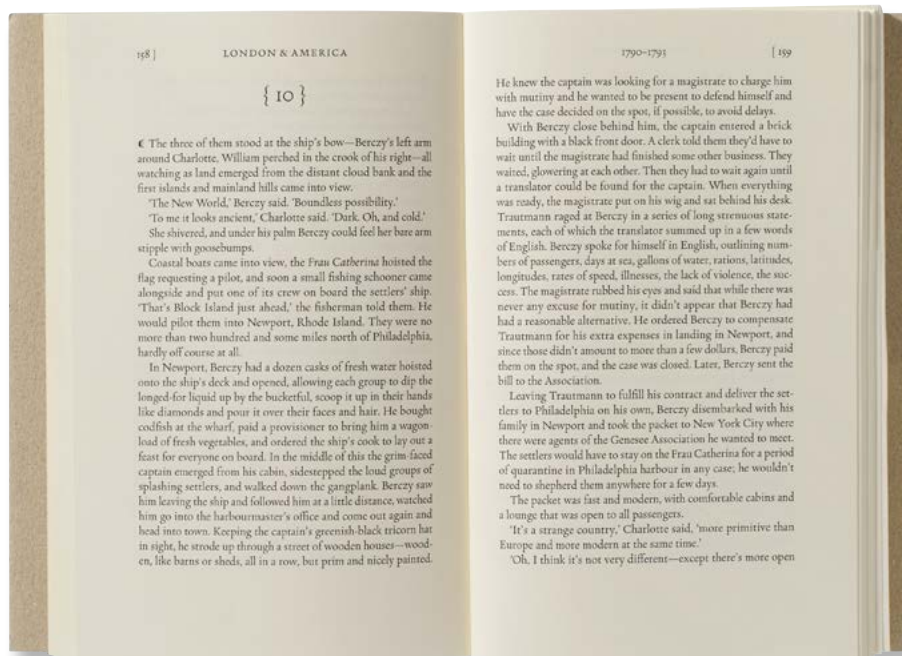 158 ]
LONDON & AMERICA
{ 10 }
☾ The three of them stood at the ship's bow—Berczy's left arm
around Charlotte, William perched in the crook of his right—all
watching as land emerged from the distant cloud bank and the
first islands and mainland hills came into view.
'The New World,' Berczy said. 'Boundless possibility.'
'To me it looks ancient,' Charlotte said. 'Dark. Oh, and cold.'
She shivered, and under his palm Berczy could feel her bare arm
stipple with goosebumps.
Coastal boats came into view, the Frau Catherina hoisted the
flag requesting a pilot, and soon a small fishing schooner came
alongside and put one of its crew on board the settlers' ship.
'That's Block Island just ahead,' the fisherman told them. He
would pilot them into Newport, Rhode Island. They were no
more than two hundred and some miles north of Philadelphia,
hardly off course at all.
In Newport, Berczy had a dozen casks of fresh water hoisted
onto the ship's deck and opened, allowing each group to dip the
longed-for liquid up by the bucketful, scoop it up in their hands
like diamonds and pour it over their faces and hair. He bought
codfish at the wharf, paid a provisioner to bring him a wagon-
load of fresh vegetables, and ordered the ship's cook to lay out a
feast for everyone on board. In the middle of this the grim-faced
captain emerged from his cabin, sidestepped the loud groups of
splashing settlers, and walked down the gangplank. Berczy saw
him leaving the ship and followed him at a little distance, watched
him go into the harbourmaster's office and come out again and
head into town. Keeping the captain's greenish-black tricorn hat
in sight, he strode up through a street of wooden houses—wood-
en, like barns or sheds, all in a row, but prim and nicely painted.
1790–1791
[ 159
He knew the captain was looking for a magistrate to charge him
with mutiny and he wanted to be present to defend himself and
have the case decided on the spot, if possible, to avoid delays.
With Berczy close behind him, the captain entered a brick
building with a black front door. A clerk told them they'd have to
wait until the magistrate had finished some other business. They
waited, glowering at each other. Then they had to wait again until
a translator could be found for the captain. When everything
was ready, the magistrate put on his wig and sat behind his desk.
Trautmann raged at Berczy in a series of long strenuous state-
ments, each of which the translator summed up in a few words
of English. Berczy spoke for himself in English, outlining num-
bers of passengers, days at sea, gallons of water, rations, latitudes,
longitudes, rates of speed, illnesses, the lack of violence, the suc-
cess. The magistrate rubbed his eyes and said that while there was
never any excuse for mutiny, it didn't appear that Berczy had
had a reasonable alternative. He ordered Berczy to compensate
Trautmann for his extra expenses in landing in Newport, and
since those didn't amount to more than a few dollars, Berczy paid
them on the spot, and the case was closed. Later, Berczy sent the
bill to the Association.
Leaving Trautmann to fulfill his contract and deliver the set-
tlers to Philadelphia on his own, Berczy disembarked with his
family in Newport and took the packet to New York City where
there were agents of the Genesee Association he wanted to meet.
The settlers would have to stay on the Frau Catherina for a period
of quarantine in Philadelphia harbour in any case; he wouldn't
need to shepherd them anywhere for a few days.
The packet was fast and modern, with comfortable cabins and
a lounge that was open to all passengers.
'It's a strange country,' Charlotte said, 'more primitive than
Europe and more modern at the same time.'
'Oh, I think it's not very different—except there's more open